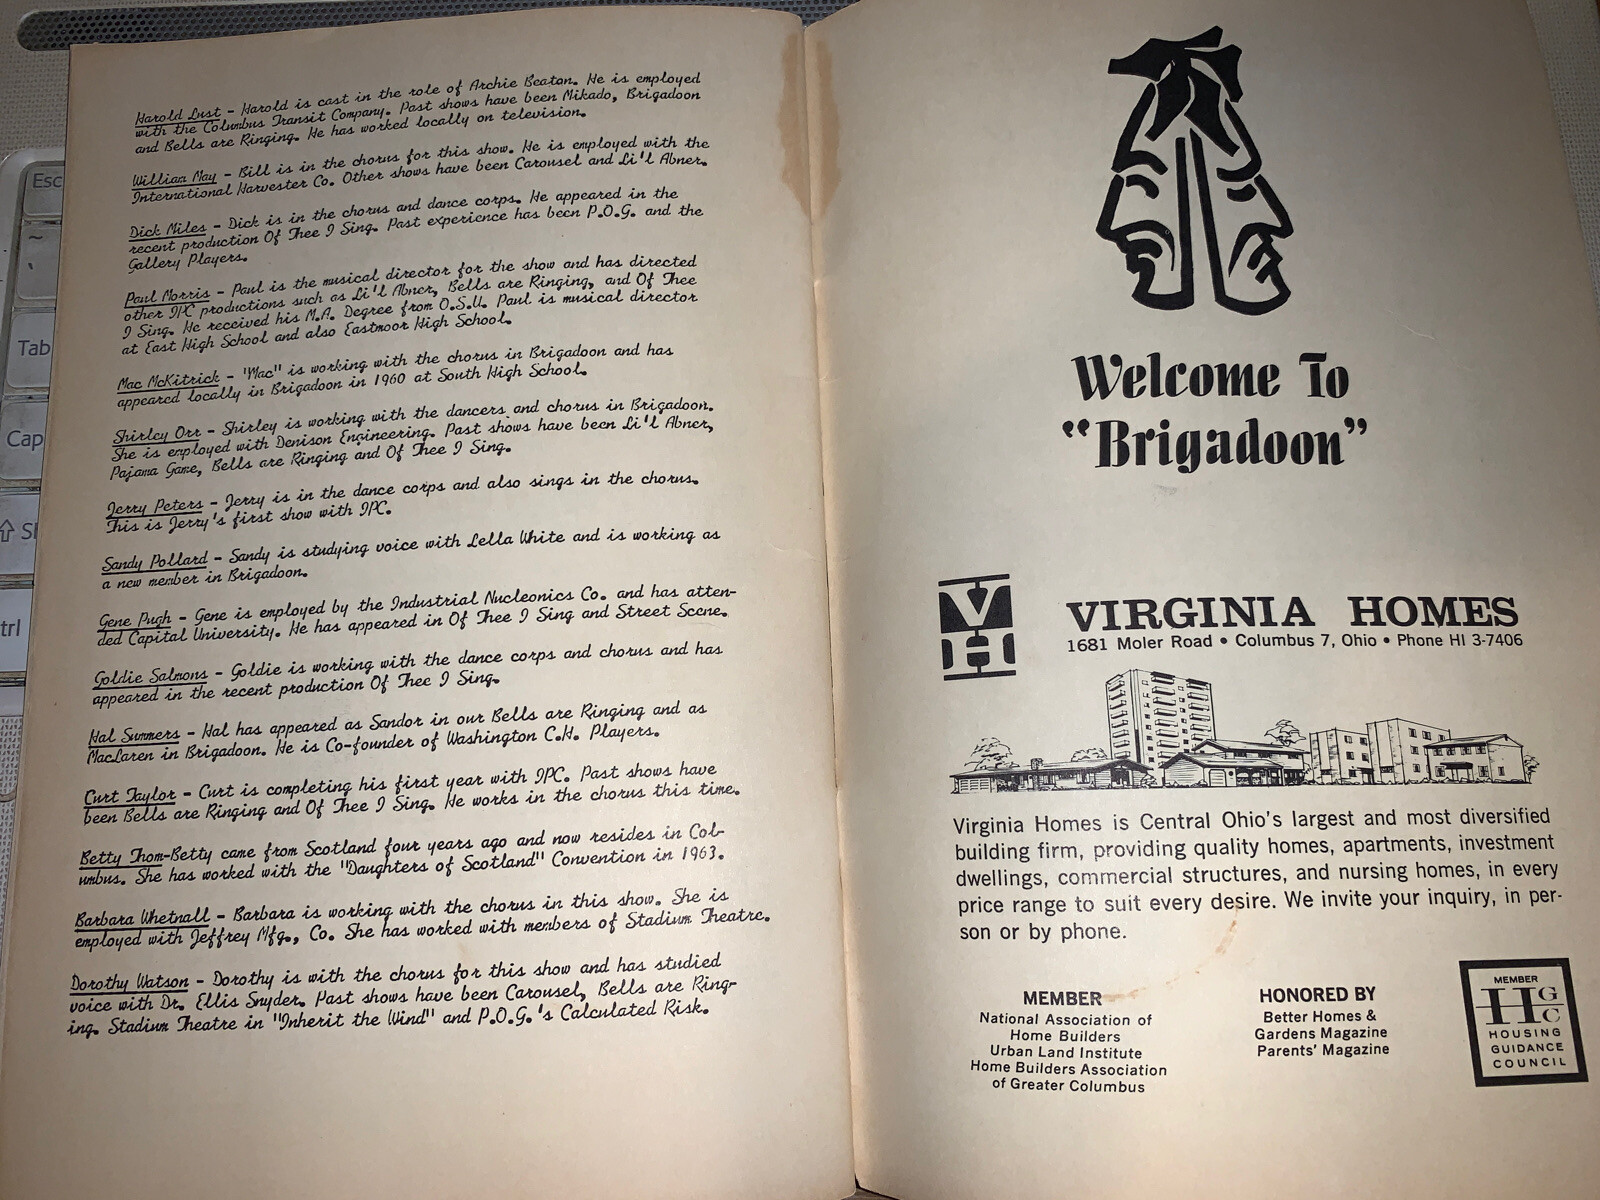 Harold Lust - Harold is cast in the role of Archie Beaton. He is employed
with the Columbus Transit Company. Past shows have been Mikado, Brigadoon
and Bells are Ringing. He has worked locally on television.
William May - Bill is in the chorus for this show. He is employed with the
International Harvester Co. Other shows have been Carousel and Li'l Abner.
Dick Miles - Dick is in the chorus and dance corps. He appeared in the
recent production Of Thee I Sing. Past experience has been P.O.G. and the
Gallery Players.
Paul Morris - Paul is the musical director for the show and has directed
other IPC productions such as Li'l Abner, Bells are Ringing, and Of Thee
I Sing. He received his M.A. Degree from O.S.U. Paul is musical director
at East High School and also Eastmoor High School.
Mac McKitrick - 'Mac" is working with the chorus in Brigadoon and has
appeared locally in Brigadoon in 1960 at South High School.
Shirley Orr - Shirley is working with the dancers and chorus in Brigadoon.
She is employed with Denison Engineering. Past shows have been Li'l Abner,
Pajama Game, Bells are Ringing and Of Thee I Sing.
Jerry Peters - Jerry is in the dance corps and also sings in the chorus.
This is Jerry's first show with IPC.
Sandy Pollard - Sandy is studying voice with Lella White and is working as
a new member in Brigadoon.
Gene Pugh - Gene is employed by the Industrial Nucleonics Co. and has atten-
ded Capital University. He has appeared in Of Thee I Sing and Street Scene.
Goldie Salmons - Goldie is working with the dance corps and chorus and has
appeared in the recent production Of Thee I Sing.
Hal Summers - Hal has appeared as Sandor in our Bells are Ringing and as
MacLaren in Brigadoon. He is Co-founder of Washington C.H. Players.
Curt Taylor - Curt is completing his first year with IPC. Past shows have
been Bells are Ringing and Of Thee I Sing. He works in the chorus this time.
Betty Thom-Betty came from Scotland four years ago and now resides in Col-
umbus. She has worked with the "Daughters of Scotland" Convention in 1963.
Barbara Whetnall - Barbara is working with the chorus in this show. She is
employed with Jeffrey Mfg., Co. She has worked with members of Stadium Theatre.
Dorothy Watson - Dorothy is with the chorus for this show and has studied
voice with Dr. Ellis Snyder. Past shows have been Carousel, Bells are Ring-
ing. Stadium Theatre in "Inherit the Wind" and P.O.G.'s Calculated Risk.
Welcome To
"Brigadoon"
VH
VIRGINIA HOMES
1681 Moler Road • Columbus 7, Ohio • Phone HI 3-7406
Virginia Homes is Central Ohio's largest and most diversified
building firm, providing quality homes, apartments, investment
dwellings, commercial structures, and nursing homes, in every
price range to suit every desire. We invite your inquiry, in per-
son or by phone.
MEMBER
National Association of
Home Builders
Urban Land Institute
Home Builders Association
of Greater Columbus
HONORED BY
Better Homes &
Gardens Magazine
Parents' Magazine
MEMBER
HGC
HOUSING
GUIDANCE
COUNCIL
Esc
~
Tab
Cap
trl